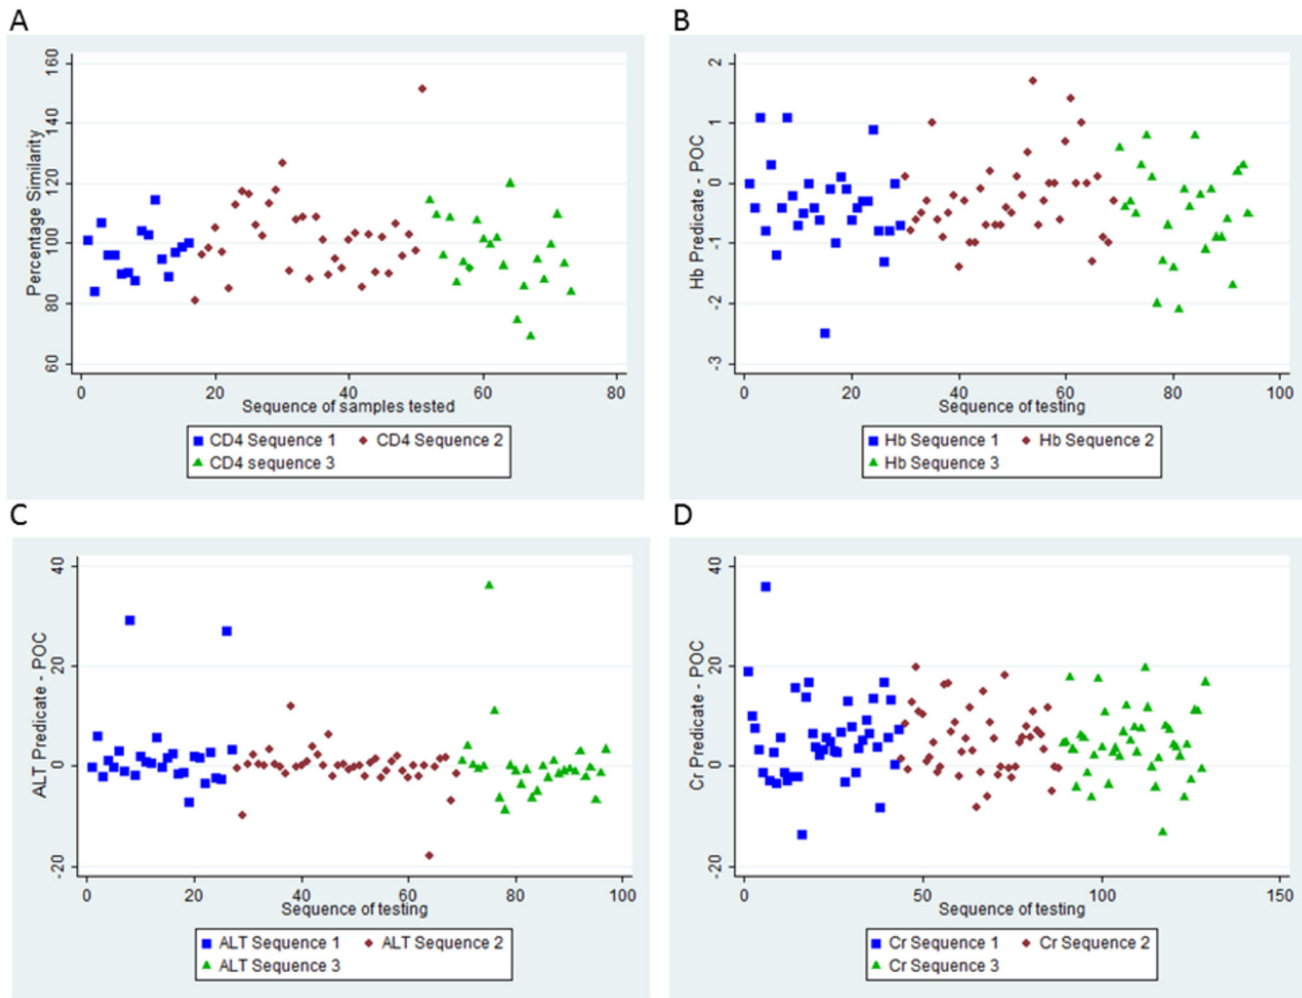 A
160
140
120
100
80
60
Percentage Similarity
0 20 40 60 80
Sequence of samples tested
CD4 Sequence 1 CD4 Sequence 2
CD4 sequence 3
B
2
1
0
-1
-2
-3
Hb Predicate - POC
0 20 40 60 80 100
Sequence of testing
Hb Sequence 1 Hb Sequence 2
Hb Sequence 3
C
40
20
0
-20
ALT Predicate - POC
0 20 40 60 80 100
Sequence of testing
ALT Sequence 1 ALT Sequence 2
ALT Sequence 3
D
40
20
0
-20
Cr Predicate - POC
0 50 100 150
Sequence of testing
Cr Sequence 1 Cr Sequence 2
Cr Sequence 3